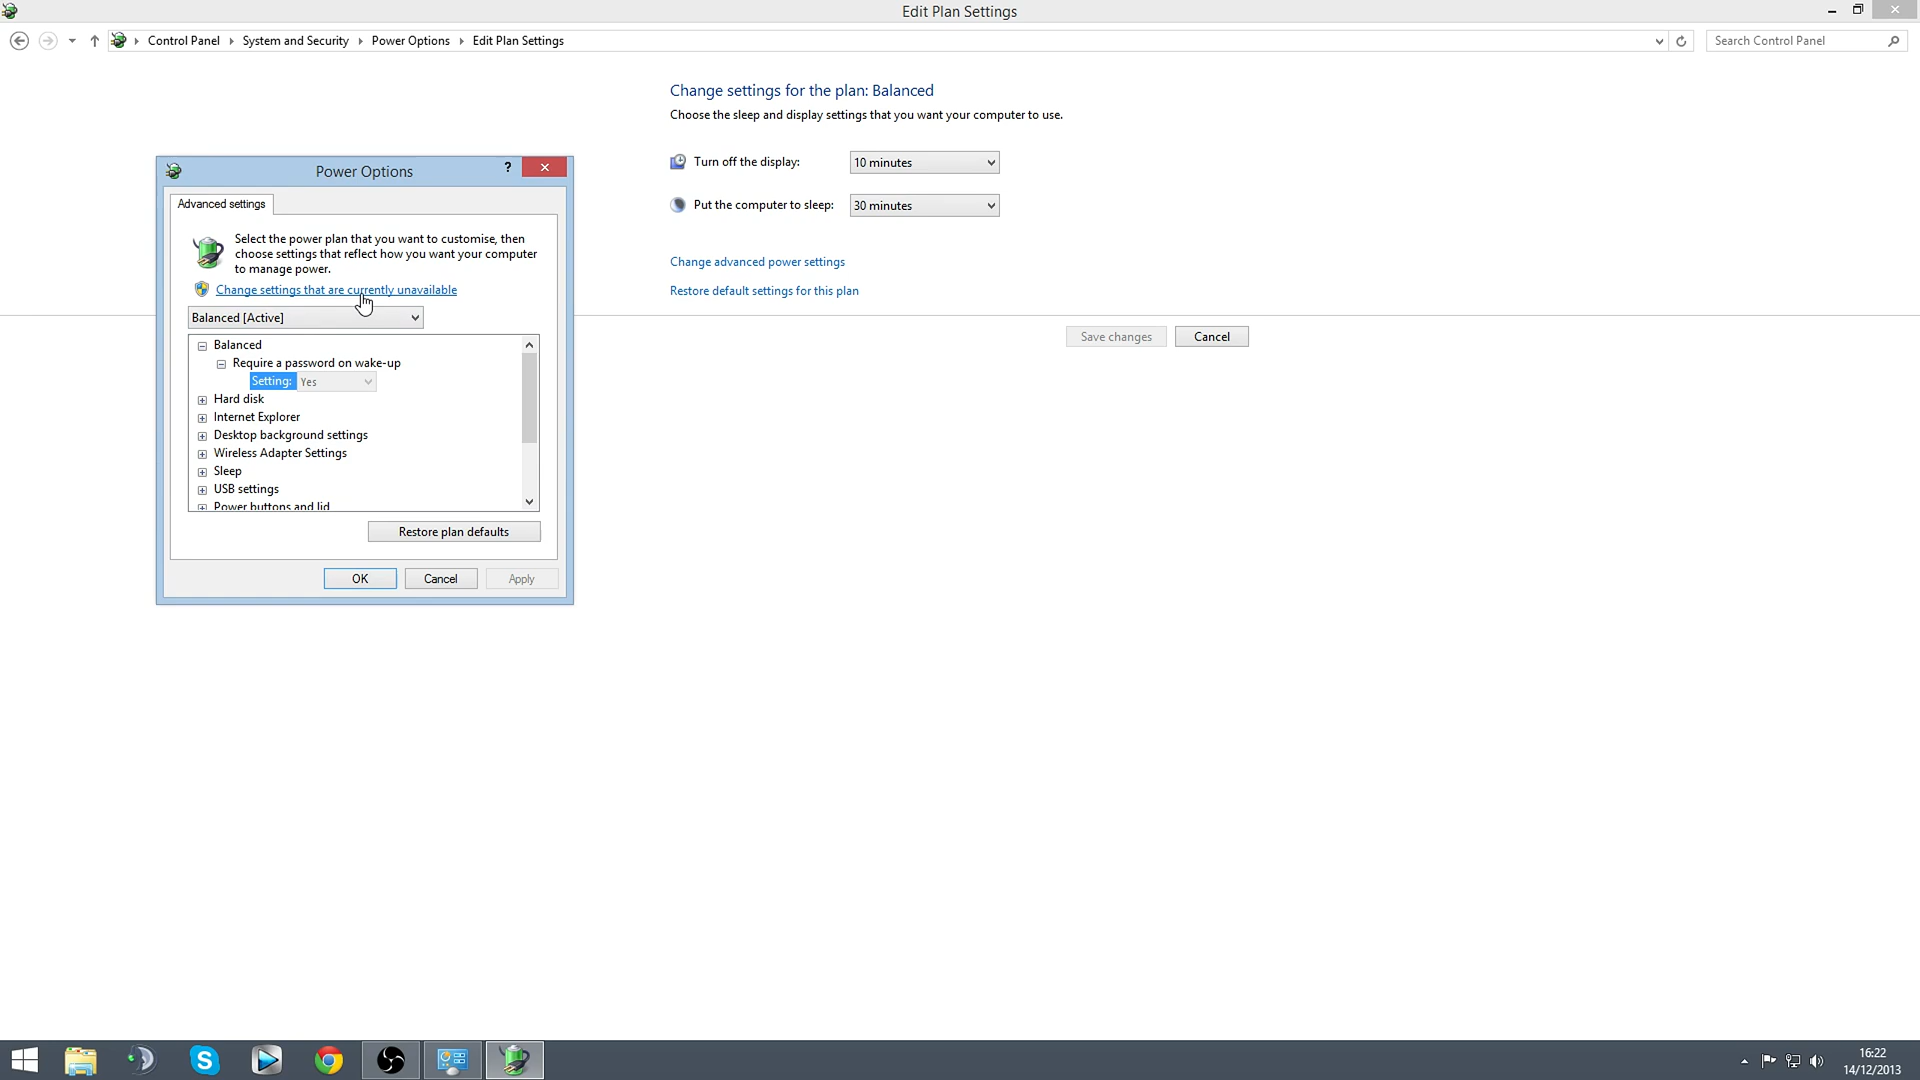 Edit Plan Settings
Control Panel
System and Security
Power Options
Edit Plan Settings
Search Control Panel
Change settings for the plan: Balanced
Choose the sleep and display settings that you want your computer to use.
Turn off the display:
10 minutes
Put the computer to sleep:
30 minutes
Change advanced power settings
Restore default settings for this plan
Save changes
Cancel
Power Options
?
Advanced settings
Select the power plan that you want to customise, then
choose settings that reflect how you want your computer
to manage power.
Change settings that are currently unavailable
Balanced [Active]
Balanced
Require a password on wake-up
Setting: Yes
Hard disk
Internet Explorer
Desktop background settings
Wireless Adapter Settings
Sleep
USB settings
Power buttons and lid
Restore plan defaults
OK
Cancel
Apply
16:22
14/12/2013